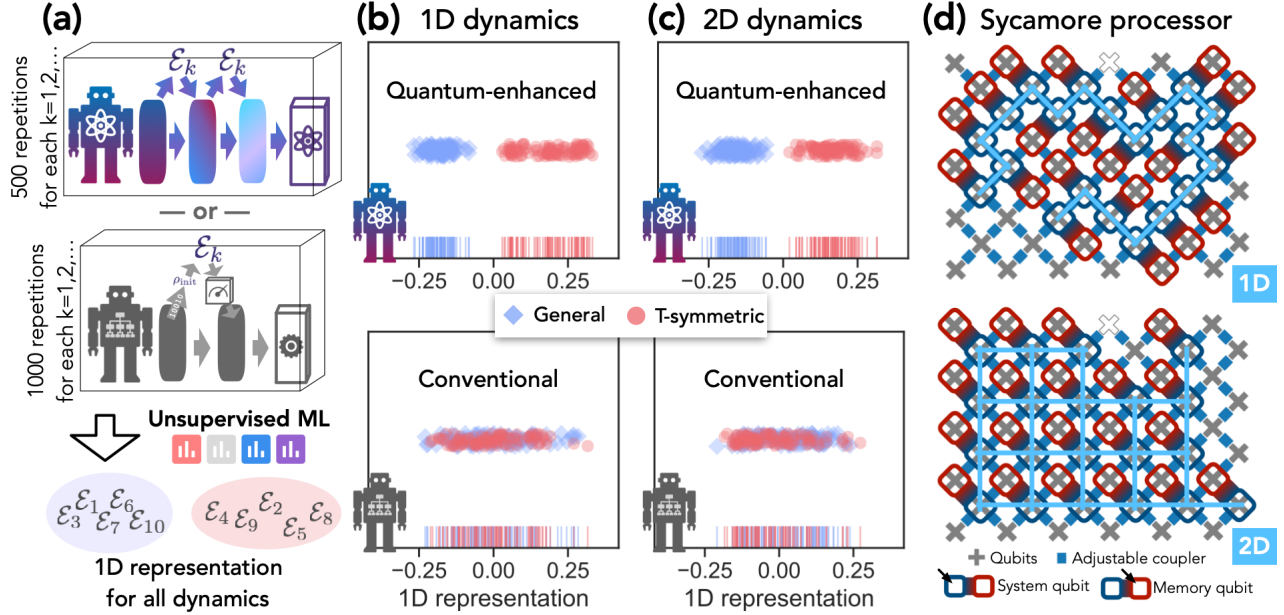 (a)
500 repetitions
for each k=1,2,...
ℰk ℰk
— or —
1000 repetitions
for each k=1,2,...
ℰk
ρinit
10010
Unsupervised ML
ℰ1 ℰ6
ℰ3 ℰ7 ℰ10
ℰ4 ℰ9 ℰ2 ℰ5 ℰ8
1D representation
for all dynamics
(b) 1D dynamics
Quantum-enhanced
−0.25 0.00 0.25
Conventional
−0.25 0.00 0.25
1D representation
(c) 2D dynamics
Quantum-enhanced
−0.25 0.00 0.25
General T-symmetric
Conventional
−0.25 0.00 0.25
1D representation
(d) Sycamore processor
1D
2D
Qubits Adjustable coupler
System qubit Memory qubit